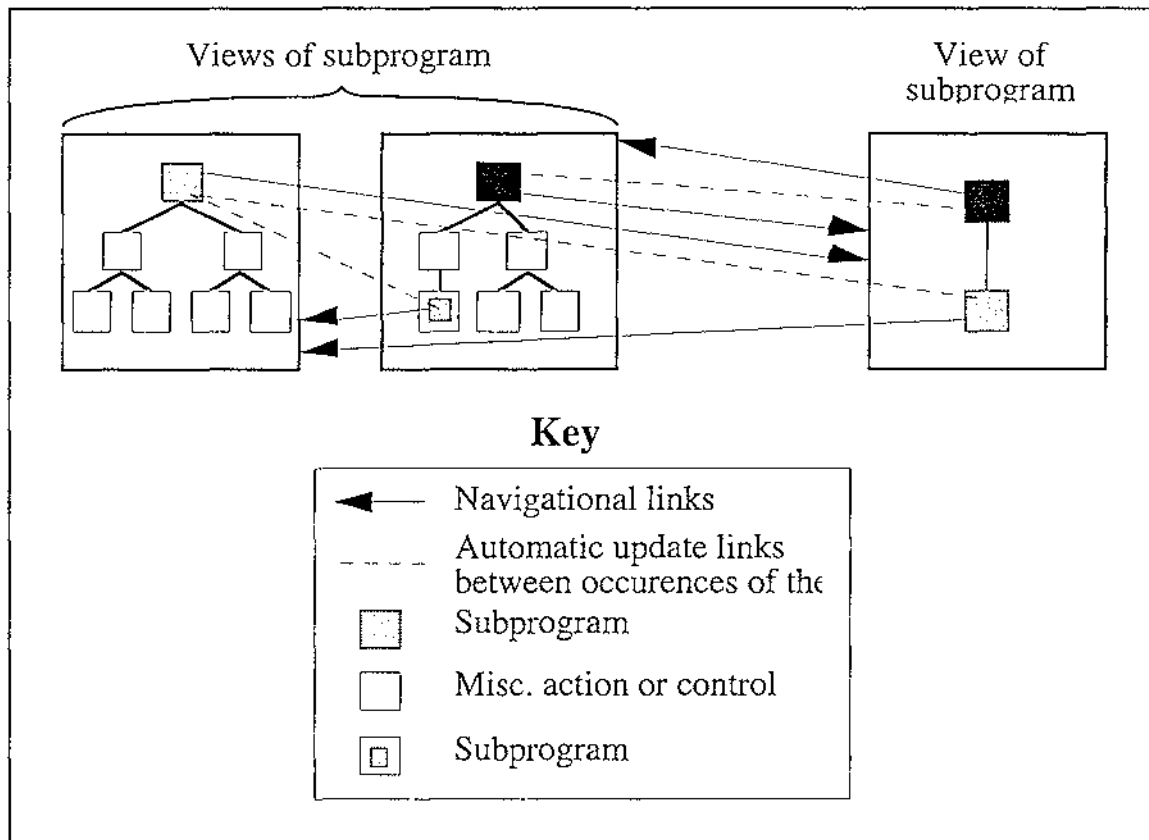 Views of subprogram
View of
subprogram
Key
Navigational links
Automatic update links
between occurences of the
Subprogram
Misc. action or control
Subprogram